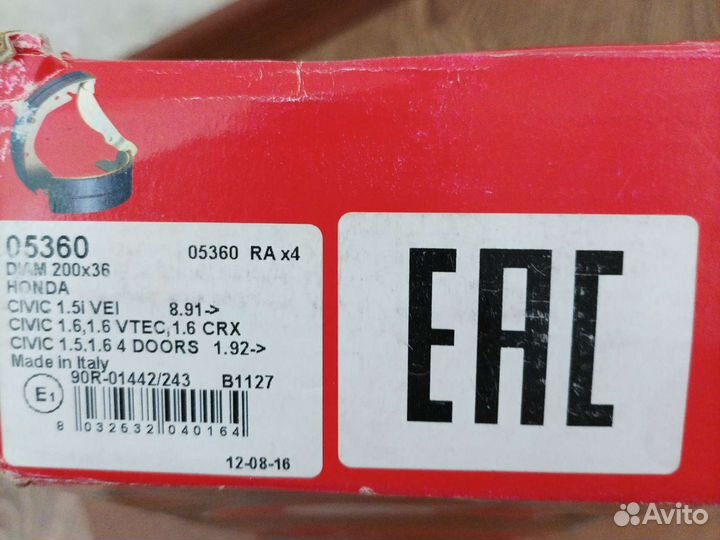 05360 05360 RA x4
DIAM 200x36
HONDA
CIVIC 1.5i VEI 8.91->
CIVIC 1.6,1.6 VTEC,1.6 CRX
CIVIC 1.5,1.6 4 DOORS 1.92->
Made in Italy
E1 90R-01442/243 B1127
8 032532 040164
12-08-16
EAC
Avito